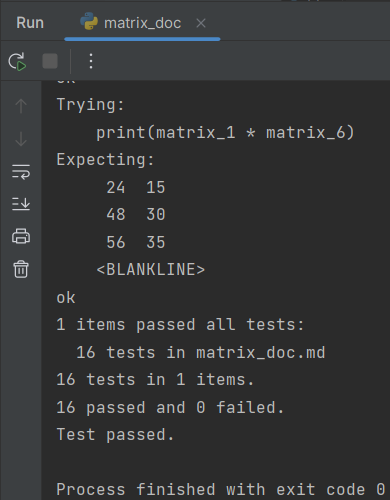 Run matrix_doc
ok
Trying:
    print(matrix_1 * matrix_6)
Expecting:
     24  15
     48  30
     56  35
    <BLANKLINE>
ok
1 items passed all tests:
  16 tests in matrix_doc.md
16 tests in 1 items.
16 passed and 0 failed.
Test passed.
Process finished with exit code 0